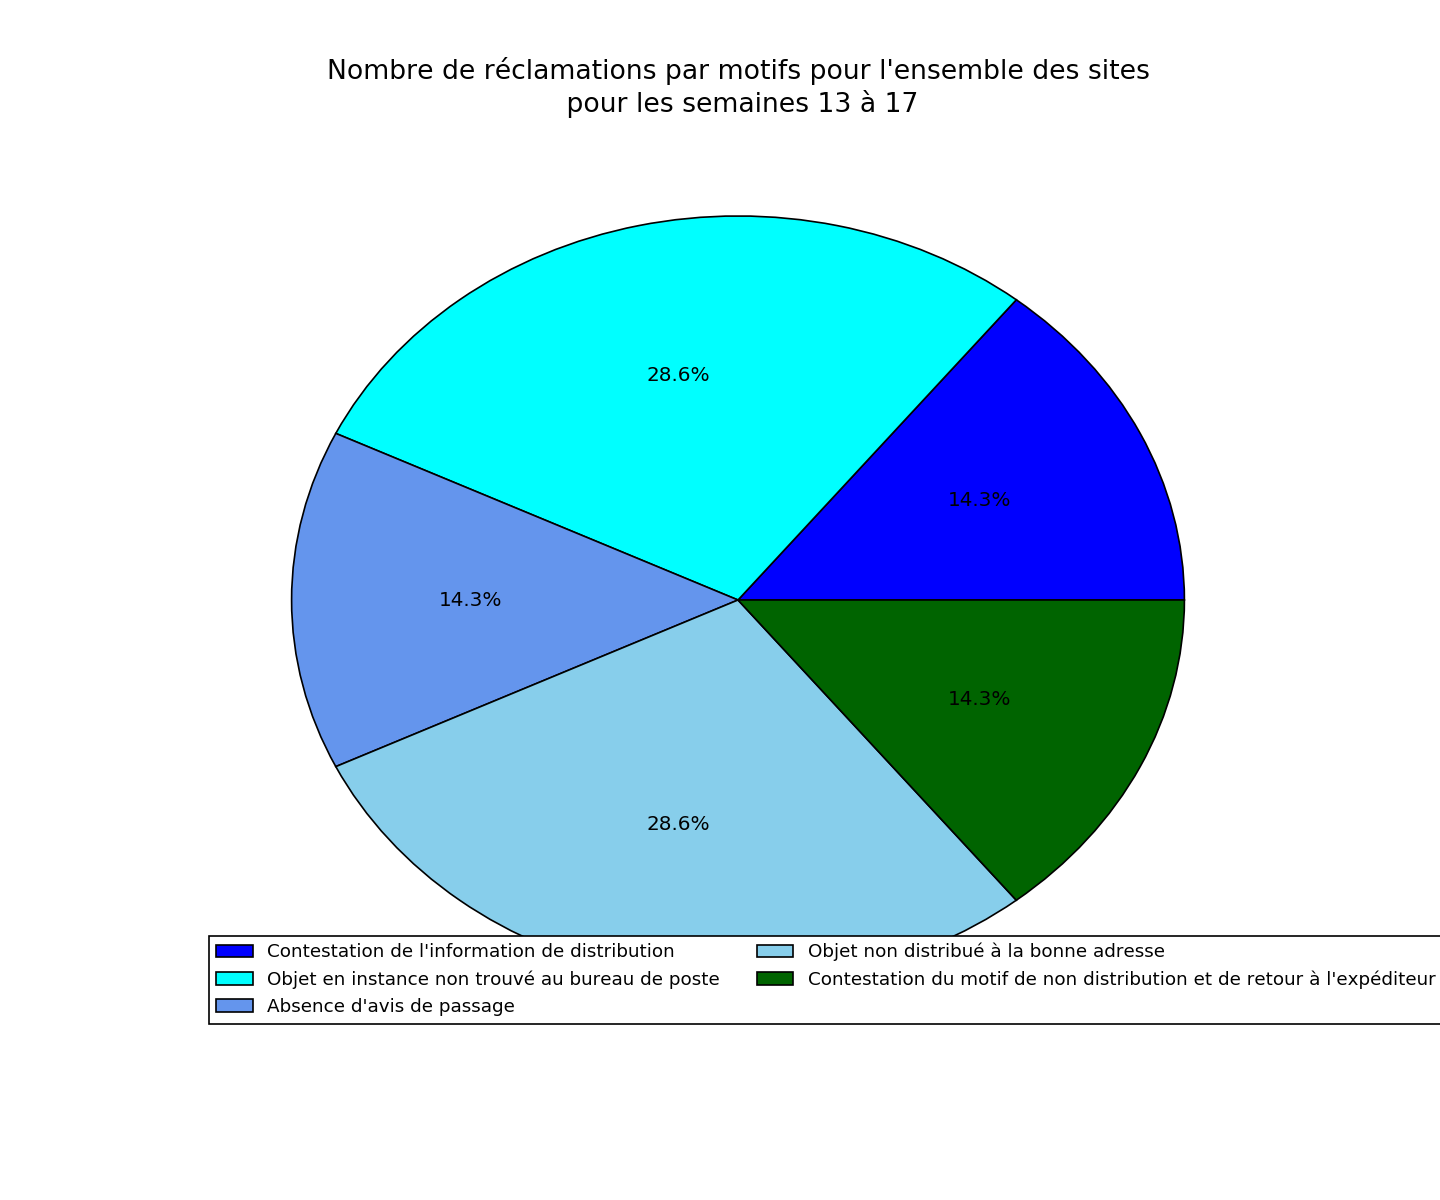 Nombre de réclamations par motifs pour l'ensemble des sites
pour les semaines 13 à 17
28.6%
14.3%
14.3%
14.3%
28.6%
Contestation de l'information de distribution
Objet en instance non trouvé au bureau de poste
Absence d'avis de passage
Objet non distribué à la bonne adresse
Contestation du motif de non distribution et de retour à l'expéditeur